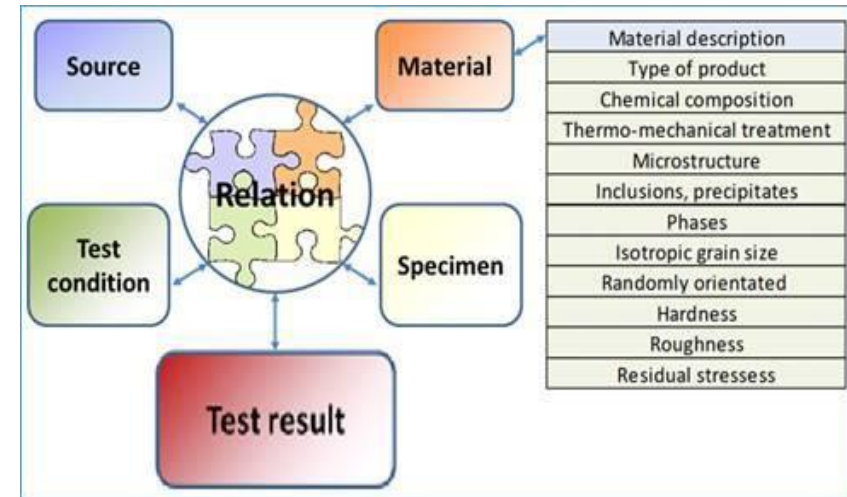 Source
Material
Relation
Test
condition
Specimen
Test result
Material description
Type of product
Chemical composition
Thermo-mechanical treatment
Microstructure
Inclusions, precipitates
Phases
Isotropic grain size
Randomly orientated
Hardness
Roughness
Residual stressess